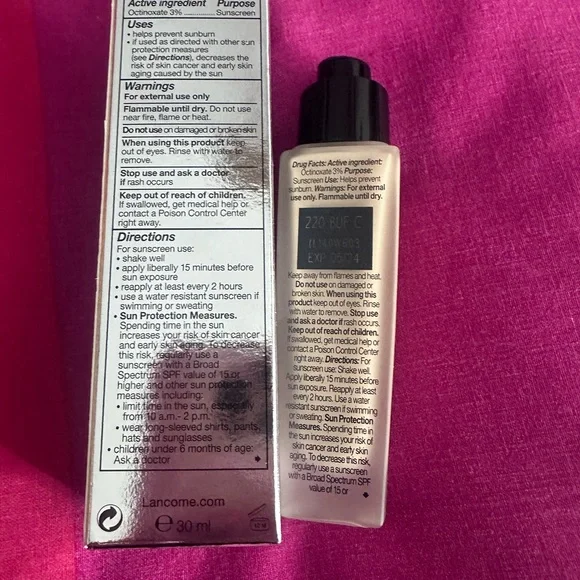 Active ingredient Purpose
Octinoxate 3% Sunscreen
Uses
• helps prevent sunburn
• if used as directed with other sun
protection measures
(see Directions), decreases the
risk of skin cancer and early skin
aging caused by the sun
Warnings
For external use only
Flammable until dry. Do not use
near fire, flame or heat.
Do not use on damaged or broken skin
When using this product keep
out of eyes. Rinse with water to
remove.
Stop use and ask a doctor
if rash occurs
Keep out of reach of children.
If swallowed, get medical help or
contact a Poison Control Center
right away.
Directions
For sunscreen use:
• shake well
• apply liberally 15 minutes before
sun exposure
• reapply at least every 2 hours
• use a water resistant sunscreen if
swimming or sweating
• Sun Protection Measures.
Spending time in the sun
increases your risk of skin cancer
and early skin aging. To decrease
this risk, regularly use a
sunscreen with a Broad
Spectrum SPF value of 15 or
higher and other sun protection
measures including:
• limit time in the sun, especially
from 10 a.m.- 2 p.m.
• wear long-sleeved shirts, pants,
hats and sunglasses
• children under 6 months of age:
Ask a doctor
Lancome.com
e 30 ml
Drug Facts: Active ingredient:
Octinoxate 3% Purpose:
Sunscreen Use: Helps prevent
sunburn. Warnings: For external
use only. Flammable until dry.
220 BUF C
EXP 05/24
Keep away from flames and heat.
Do not use on damaged or
broken skin. When using this
product keep out of eyes. Rinse
with water to remove. Stop use
and ask a doctor if rash occurs.
Keep out of reach of children.
If swallowed, get medical help or
contact a Poison Control Center
right away. Directions: For
sunscreen use: Shake well.
Apply liberally 15 minutes before
sun exposure. Reapply at least
every 2 hours. Use a water
resistant sunscreen if swimming
or sweating. Sun Protection
Measures. Spending time in
the sun increases your risk of
skin cancer and early skin
aging. To decrease this risk,
regularly use a sunscreen
with a Broad Spectrum SPF
value of 15 or